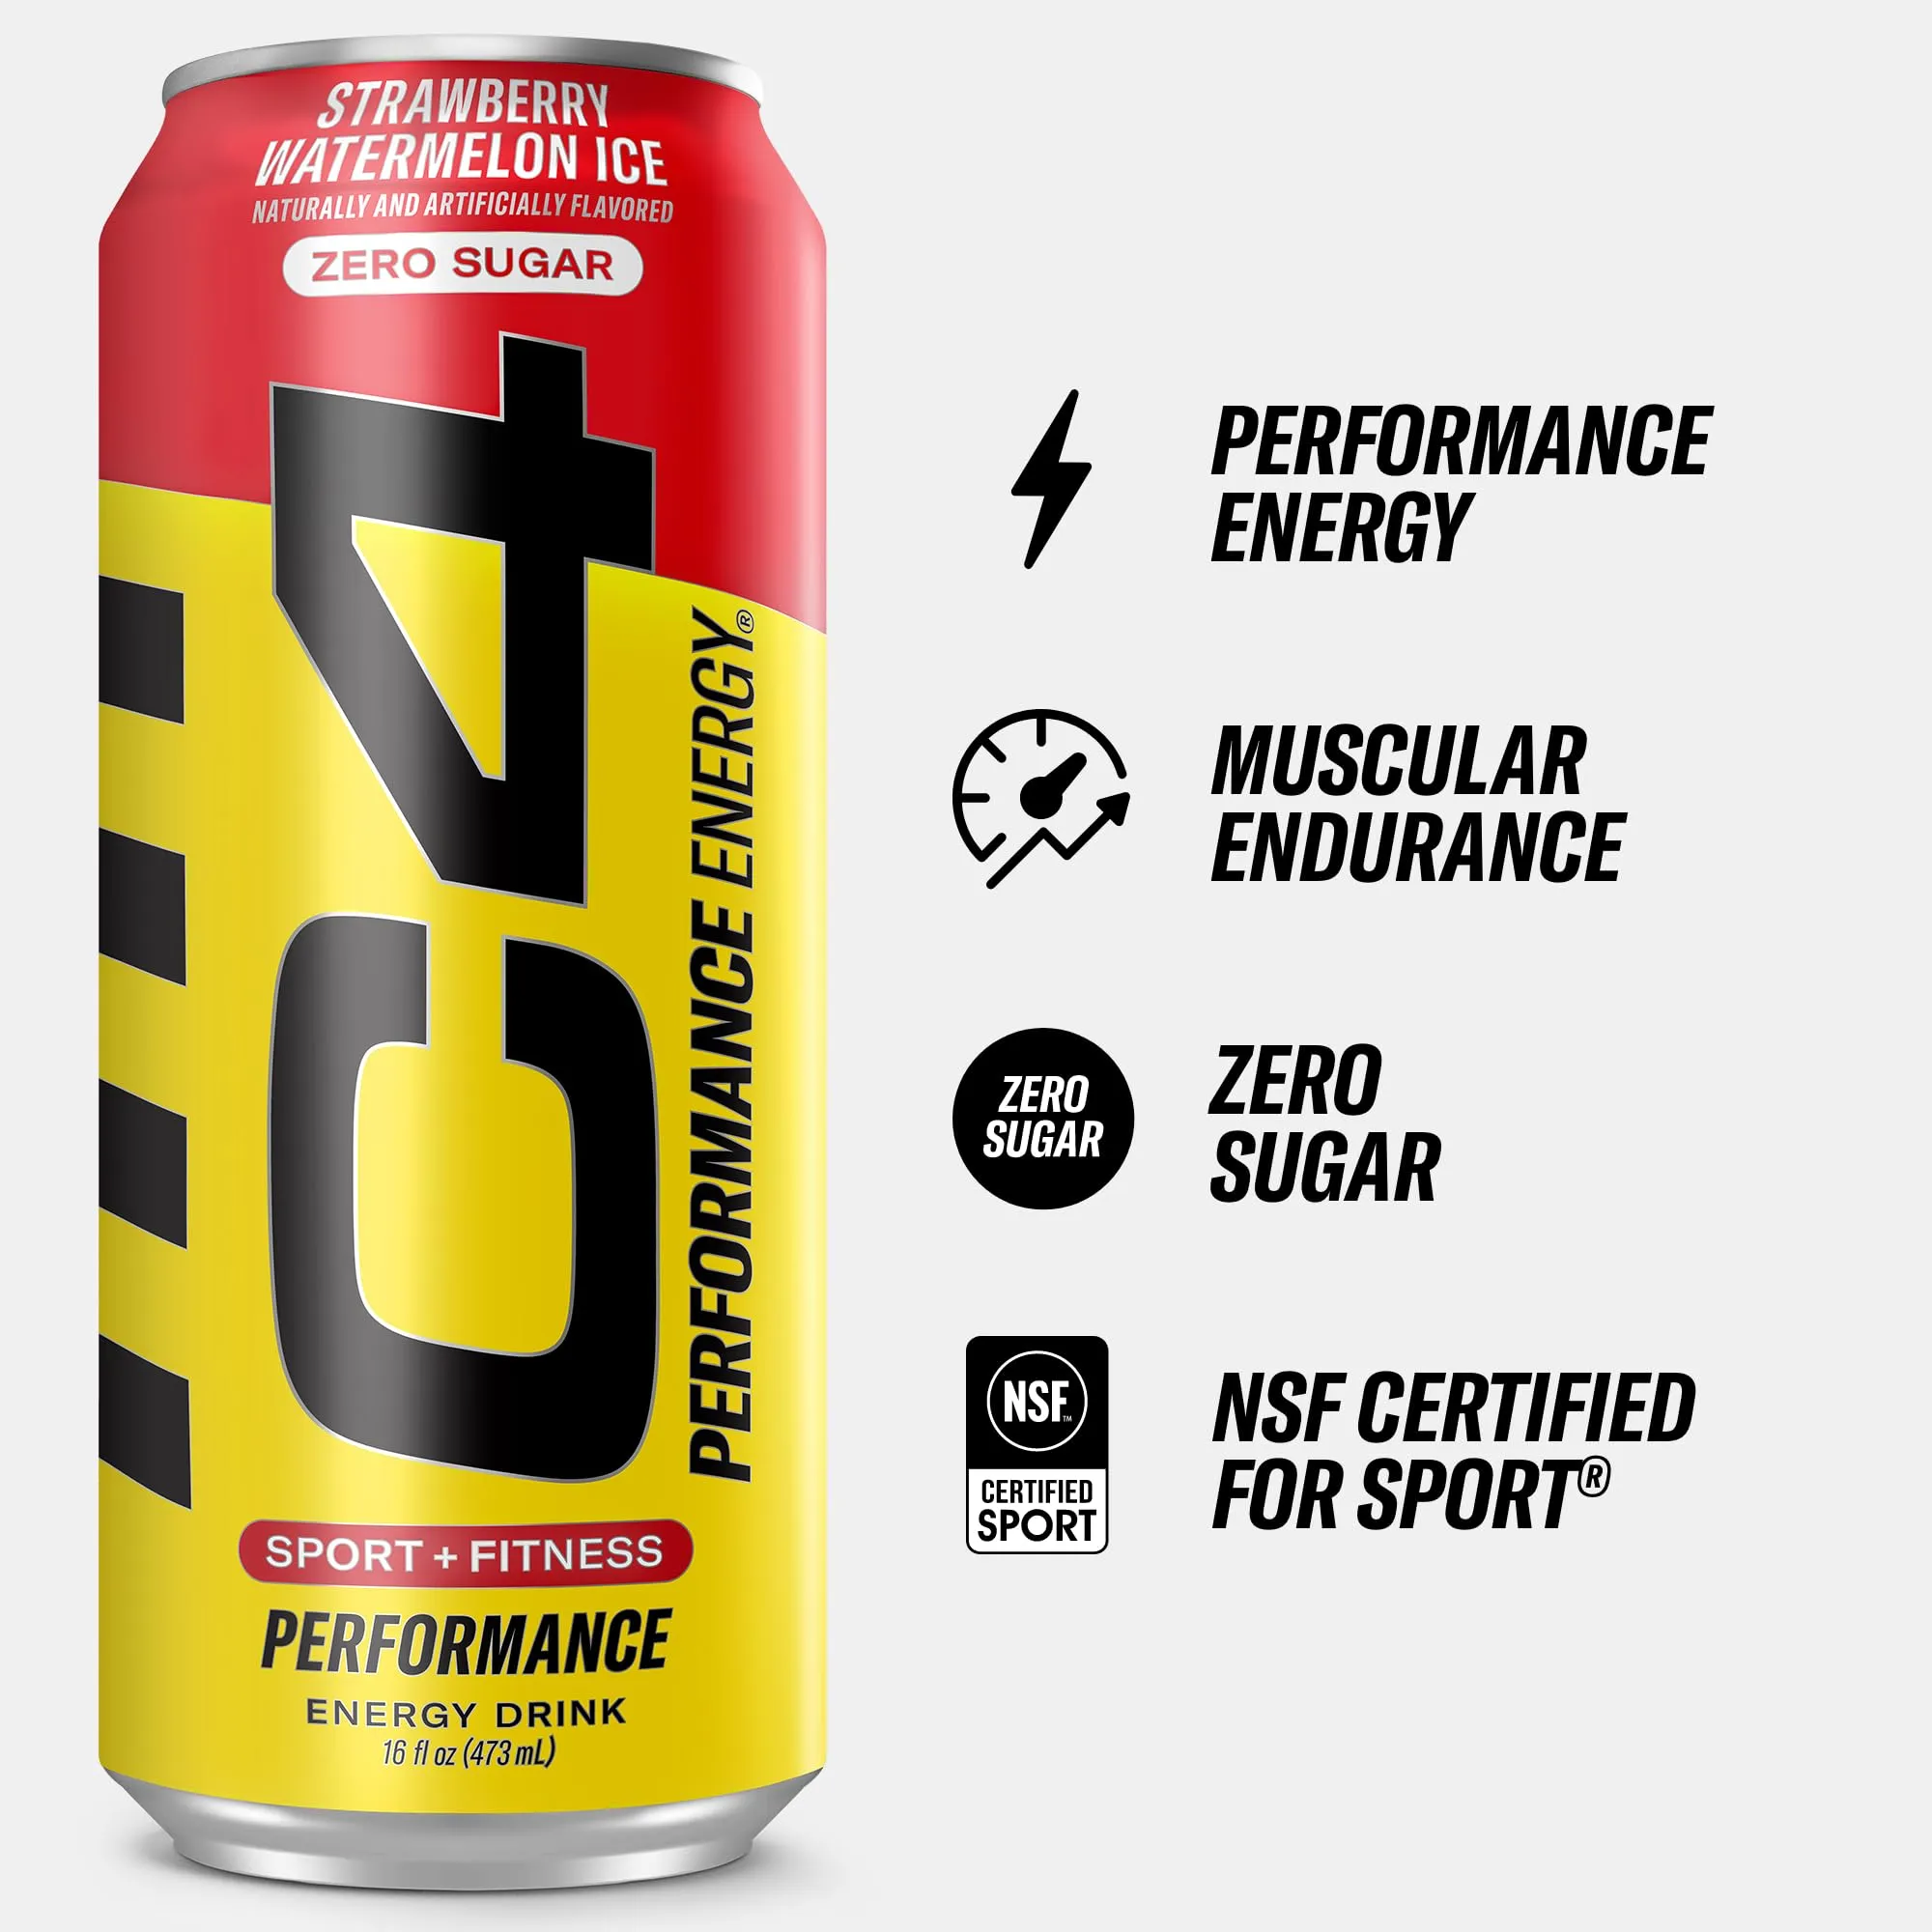 STRAWBERRY
WATERMELON ICE
NATURALLY AND ARTIFICIALLY FLAVORED
ZERO SUGAR
C4
PERFORMANCE ENERGY®
SPORT + FITNESS
PERFORMANCE
ENERGY DRINK
16 fl oz (473 mL)
PERFORMANCE
ENERGY
MUSCULAR
ENDURANCE
ZERO
SUGAR
ZERO
SUGAR
NSF™
CERTIFIED
SPORT
NSF CERTIFIED
FOR SPORT®